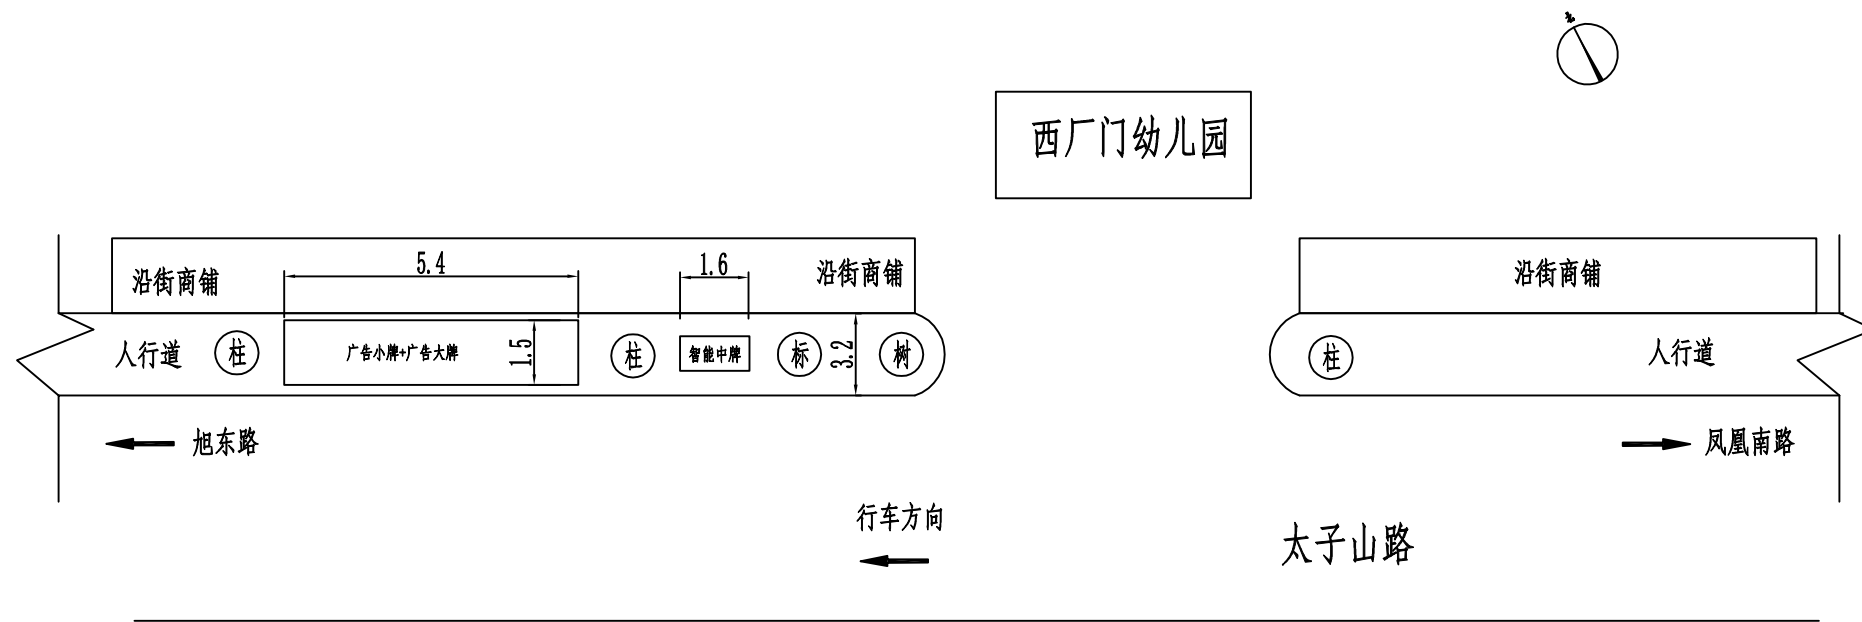 北
西厂门幼儿园
沿街商铺
5.4
1.6
沿街商铺
沿街商铺
人行道
柱
广告小牌+广告大牌
1.5
柱
智能中牌
标
3.2
树
柱
人行道
旭东路
凤凰南路
行车方向
太子山路